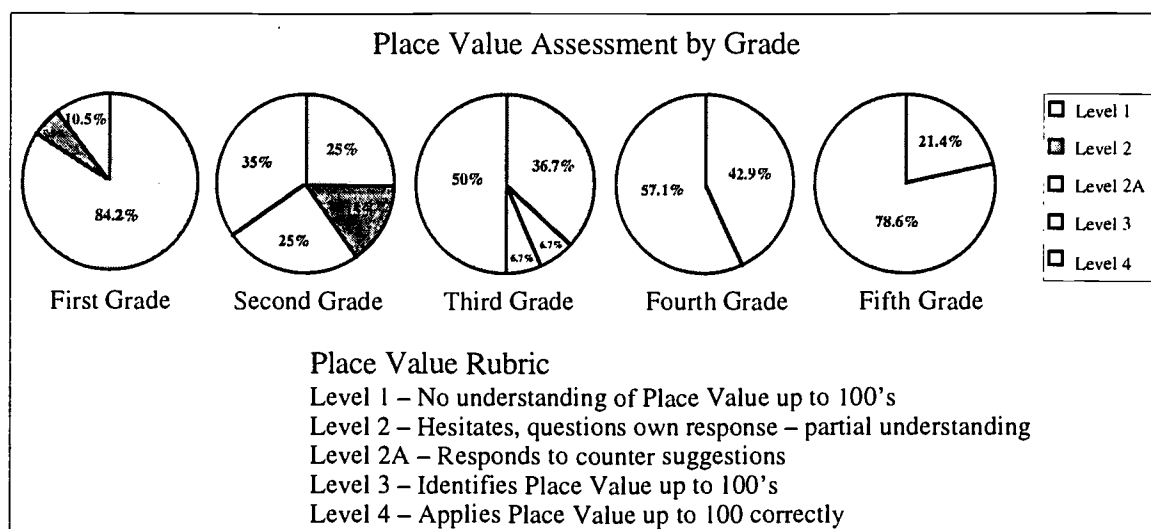 Place Value Assessment by Grade
10.5%
84.2%
First Grade
35%
25%
25%
Second Grade
50%
36.7%
6.7%
6.7%
Third Grade
57.1%
42.9%
Fourth Grade
21.4%
78.6%
Fifth Grade
Level 1
Level 2
Level 2A
Level 3
Level 4
Place Value Rubric
Level 1 – No understanding of Place Value up to 100's
Level 2 – Hesitates, questions own response – partial understanding
Level 2A – Responds to counter suggestions
Level 3 – Identifies Place Value up to 100's
Level 4 – Applies Place Value up to 100 correctly